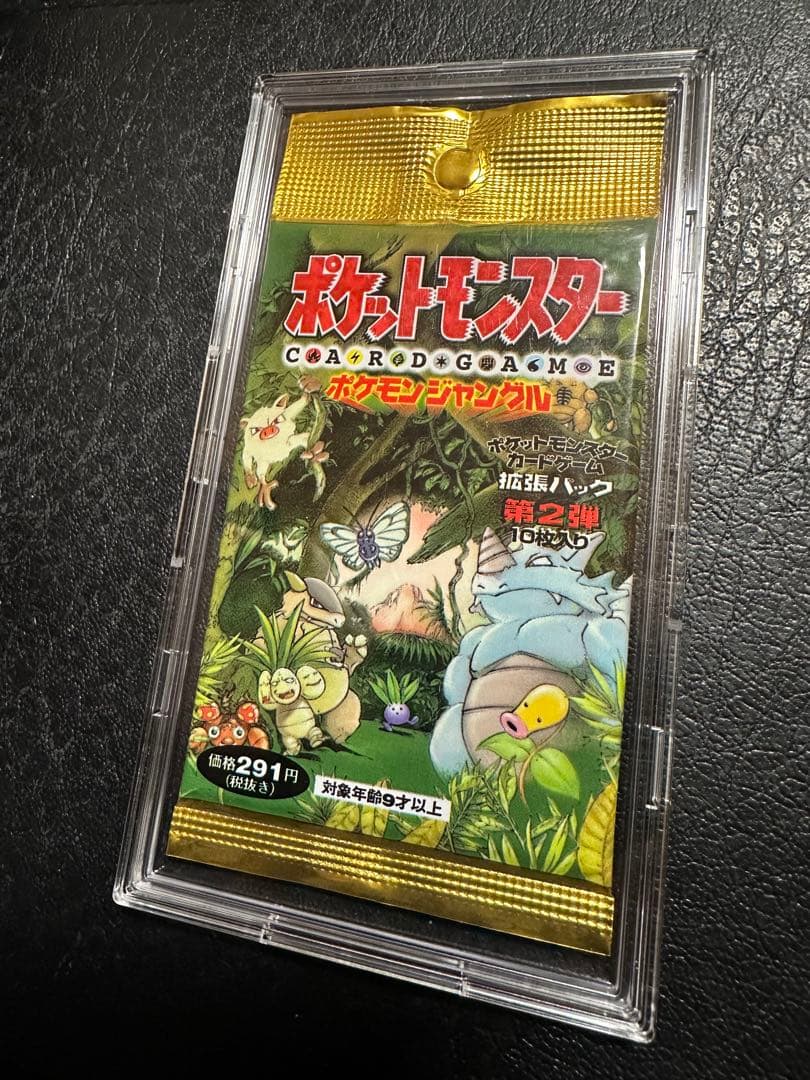 ポケットモンスター
CARDGAME
ポケモンジャングル
ポケットモンスター
カードゲーム
拡張パック
第2弾
10枚入り
価格291円
(税抜き)
対象年齢9才以上